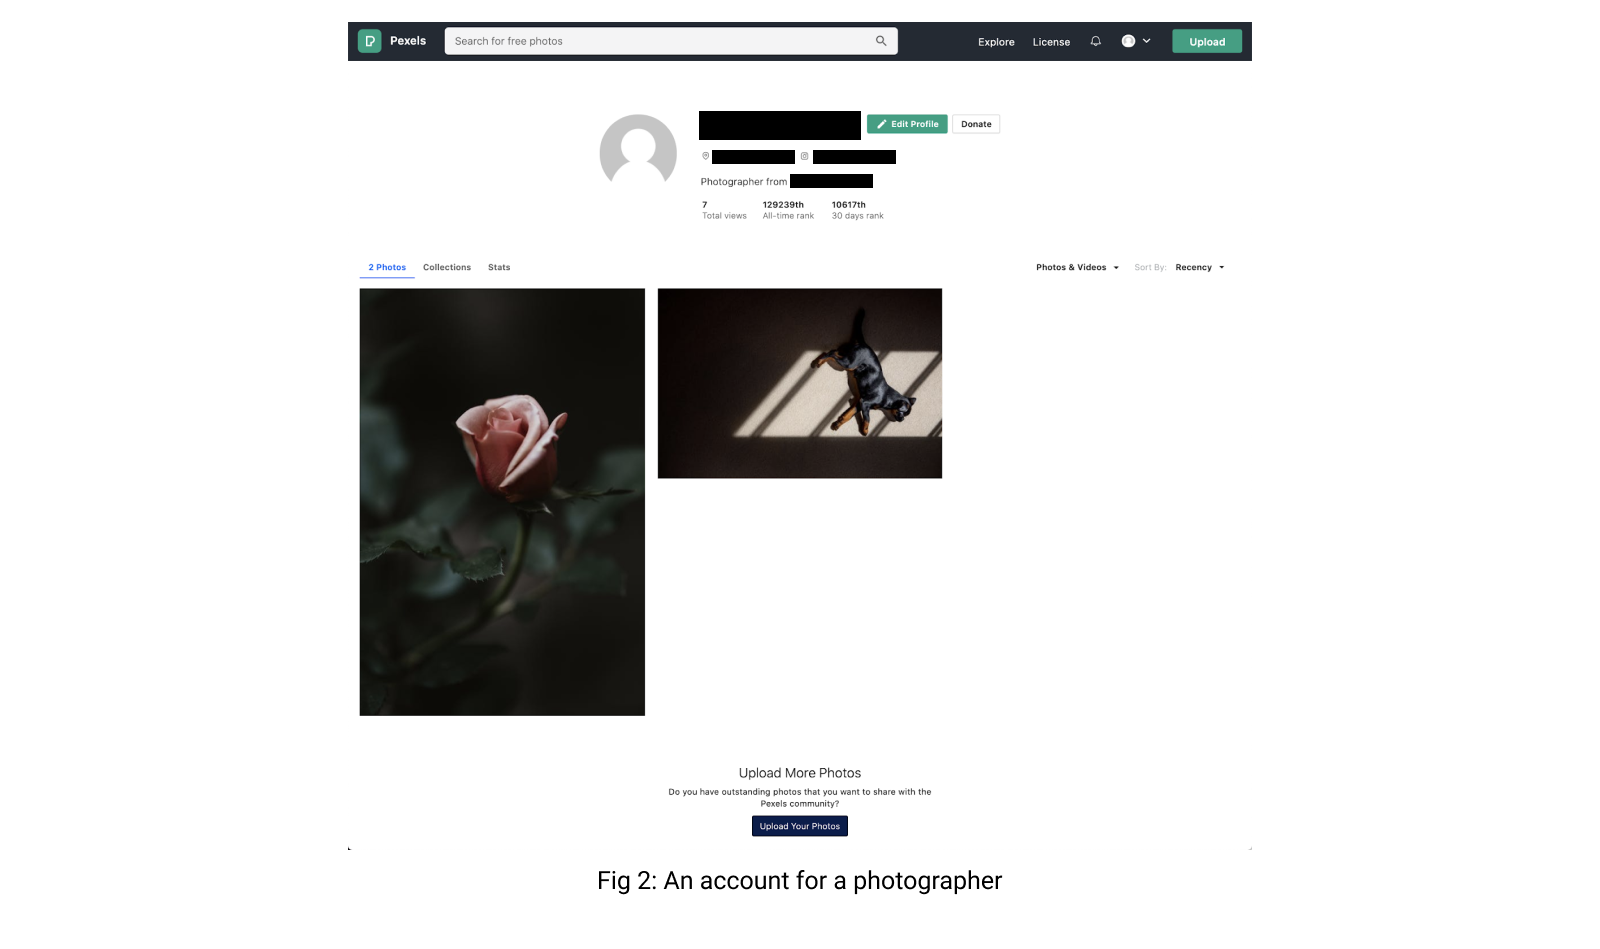 Pexels
Search for free photos
Explore
License
Upload
Edit Profile
Donate
Photographer from
7
129239th
10617th
Total views
All-time rank
30 days rank
2 Photos
Collections
Stats
Photos & Videos
Sort By:
Recency
Upload More Photos
Do you have outstanding photos that you want to share with the
Pexels community?
Upload Your Photos
Fig 2: An account for a photographer